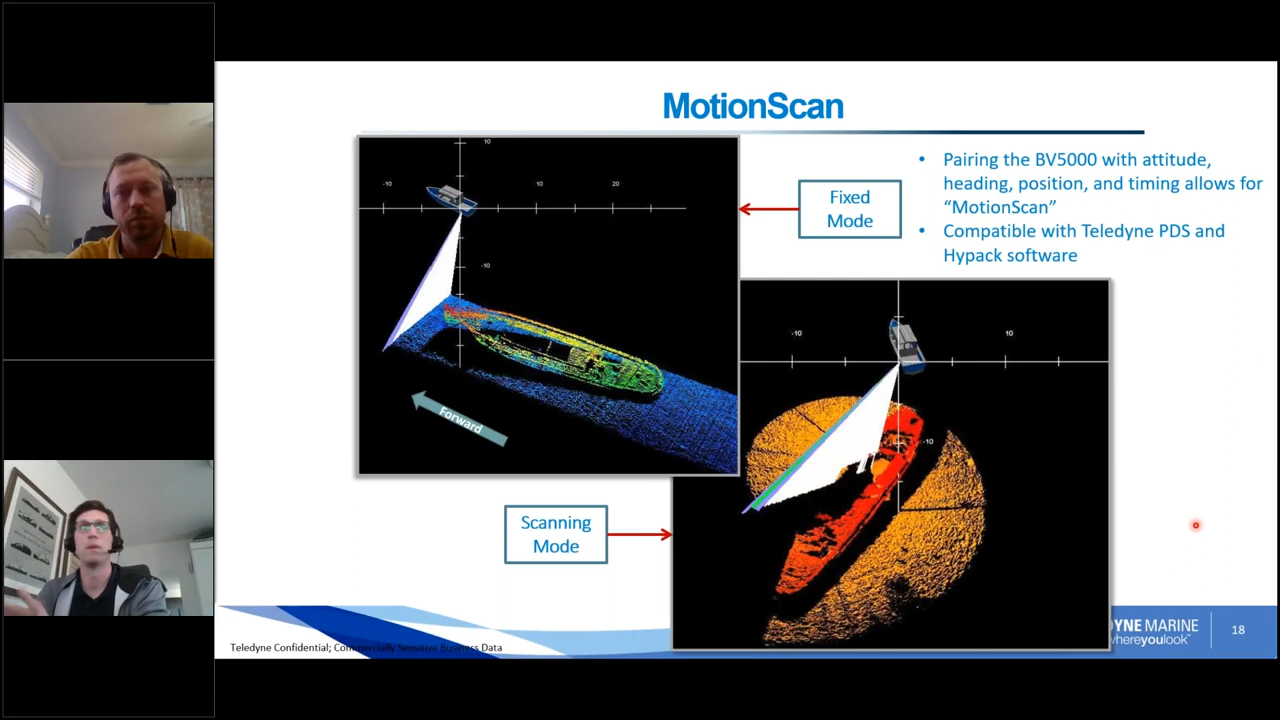 MotionScan
10
-10
10
20
-10
Forward
Fixed
Mode
• Pairing the BV5000 with attitude,
heading, position, and timing allows for
“MotionScan”
• Compatible with Teledyne PDS and
Hypack software
-10
10
-10
Scanning
Mode
Teledyne Confidential; Commercially Sensitive Business Data
DYNE MARINE
whereyoulook™
18